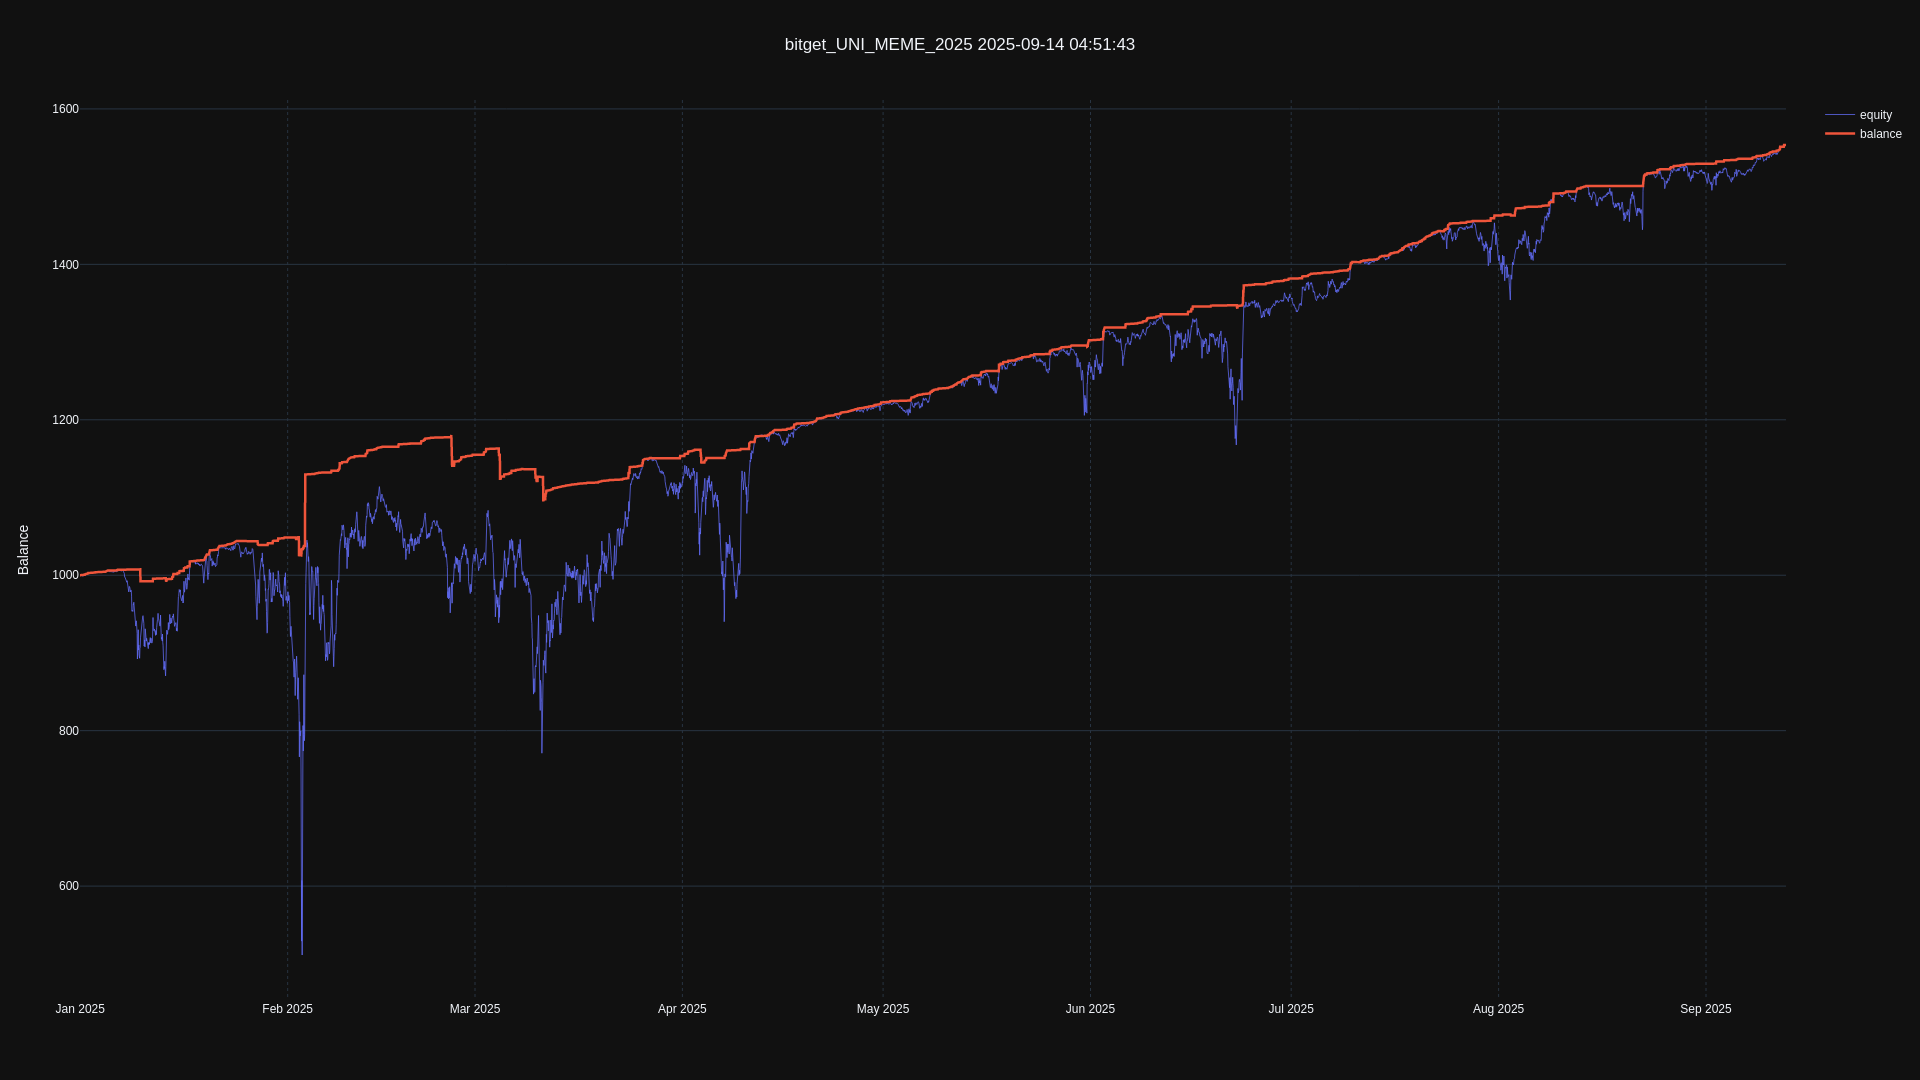 bitget_UNI_MEME_2025 2025-09-14 04:51:43
equity
balance
Balance
1600
1400
1200
1000
800
600
Jan 2025
Feb 2025
Mar 2025
Apr 2025
May 2025
Jun 2025
Jul 2025
Aug 2025
Sep 2025